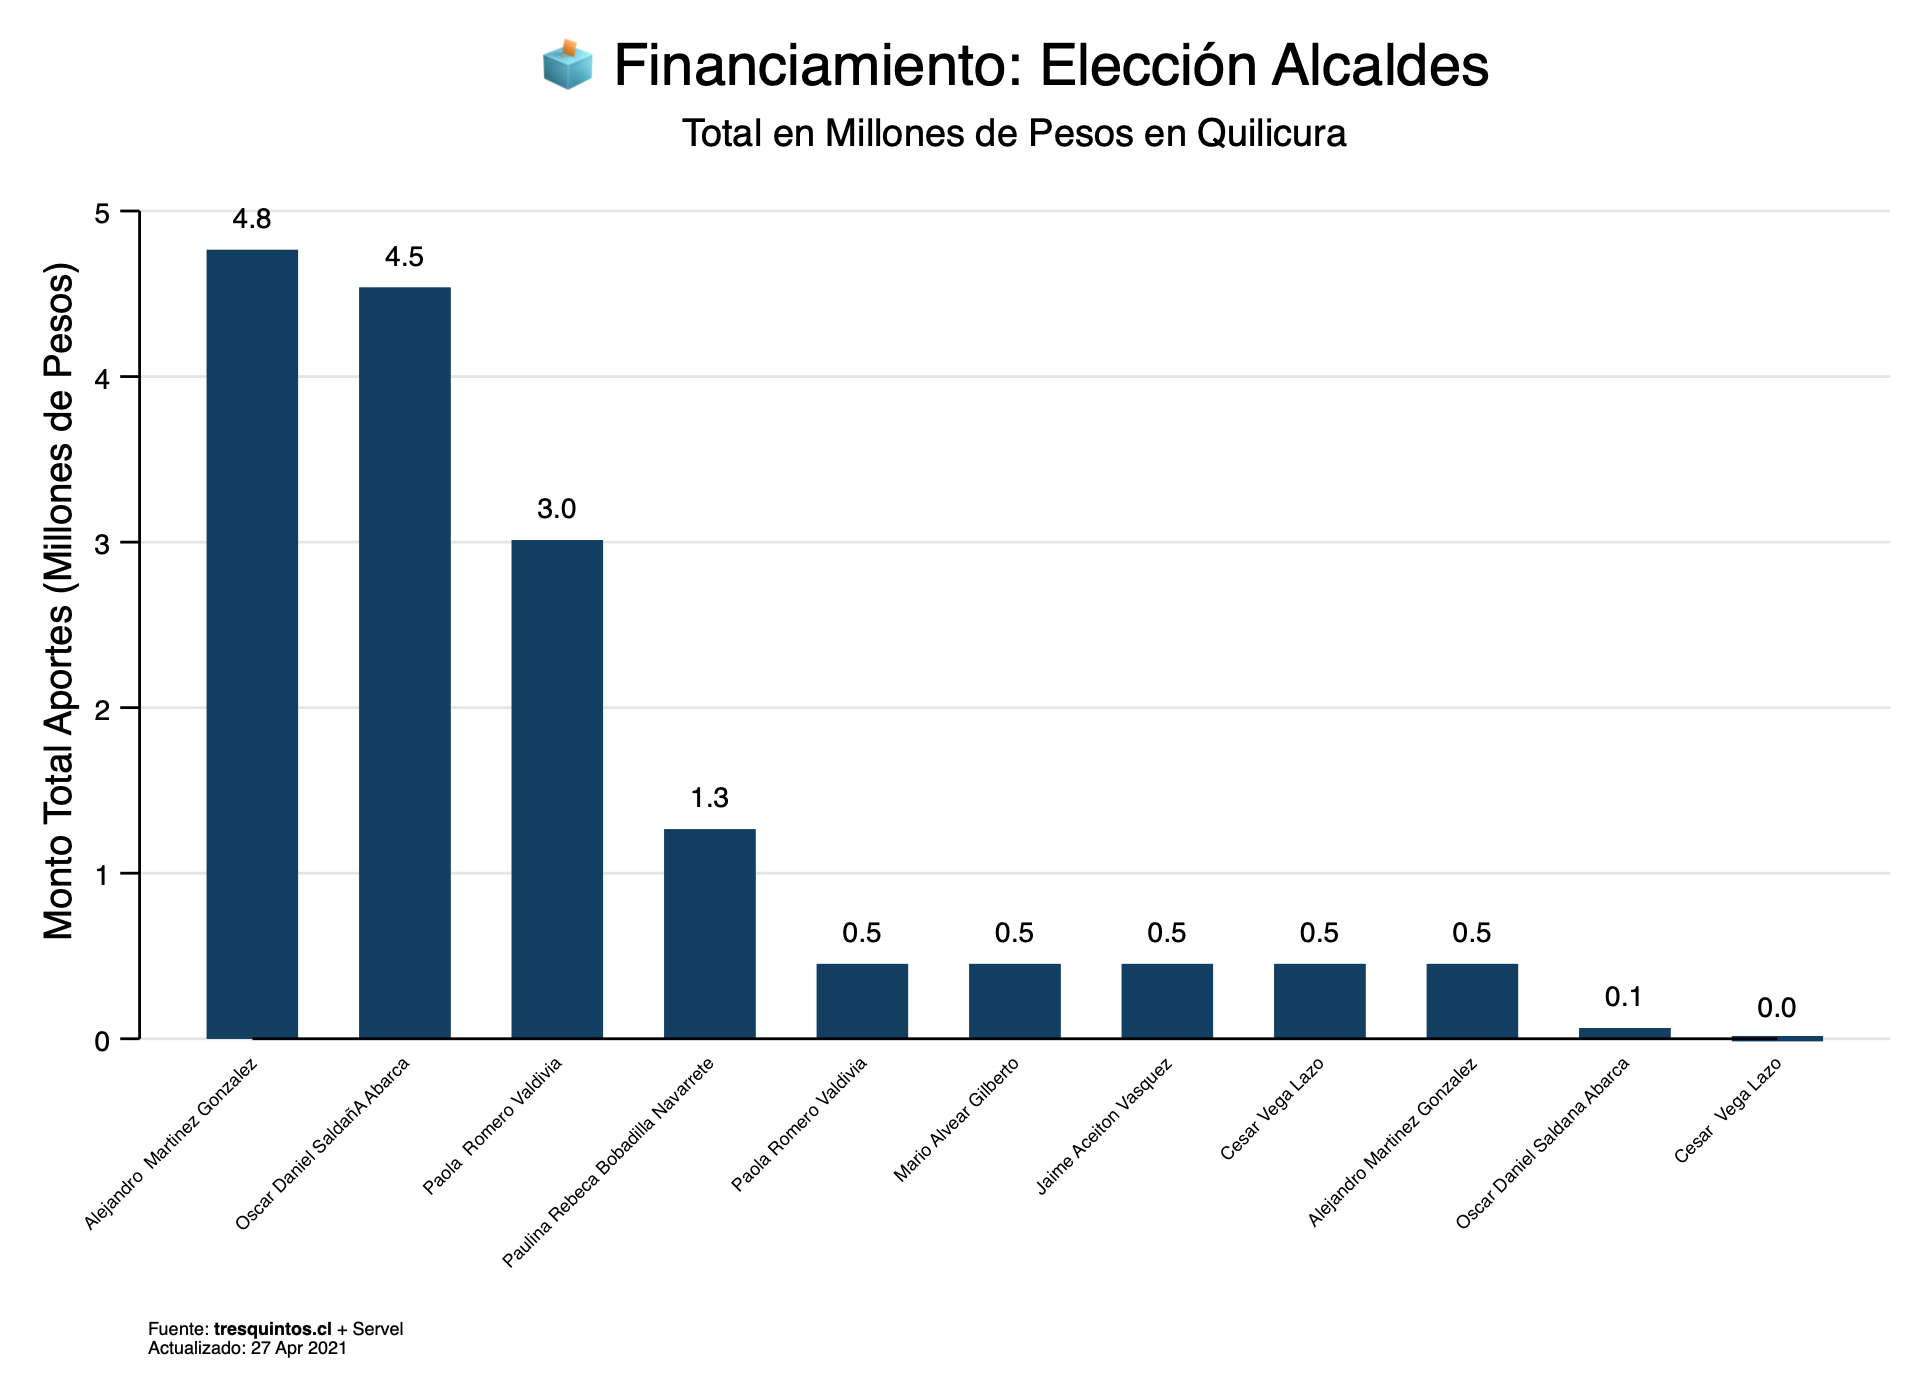 Financiamiento: Elección Alcaldes
Total en Millones de Pesos en Quilicura
Monto Total Aportes (Millones de Pesos)
5
4
3
2
1
0
4.8
4.5
3.0
1.3
0.5
0.5
0.5
0.5
0.5
0.1
0.0
Alejandro  Martinez Gonzalez
Oscar Daniel SaldañA Abarca
Paola  Romero Valdivia
Paulina Rebeca Bobadilla Navarrete
Paola Romero Valdivia
Mario Alvear Gilberto
Jaime Aceiton Vasquez
Cesar Vega Lazo
Alejandro Martinez Gonzalez
Oscar Daniel Saldana Abarca
Cesar  Vega Lazo
Fuente: tresquintos.cl + Servel
Actualizado: 27 Apr 2021